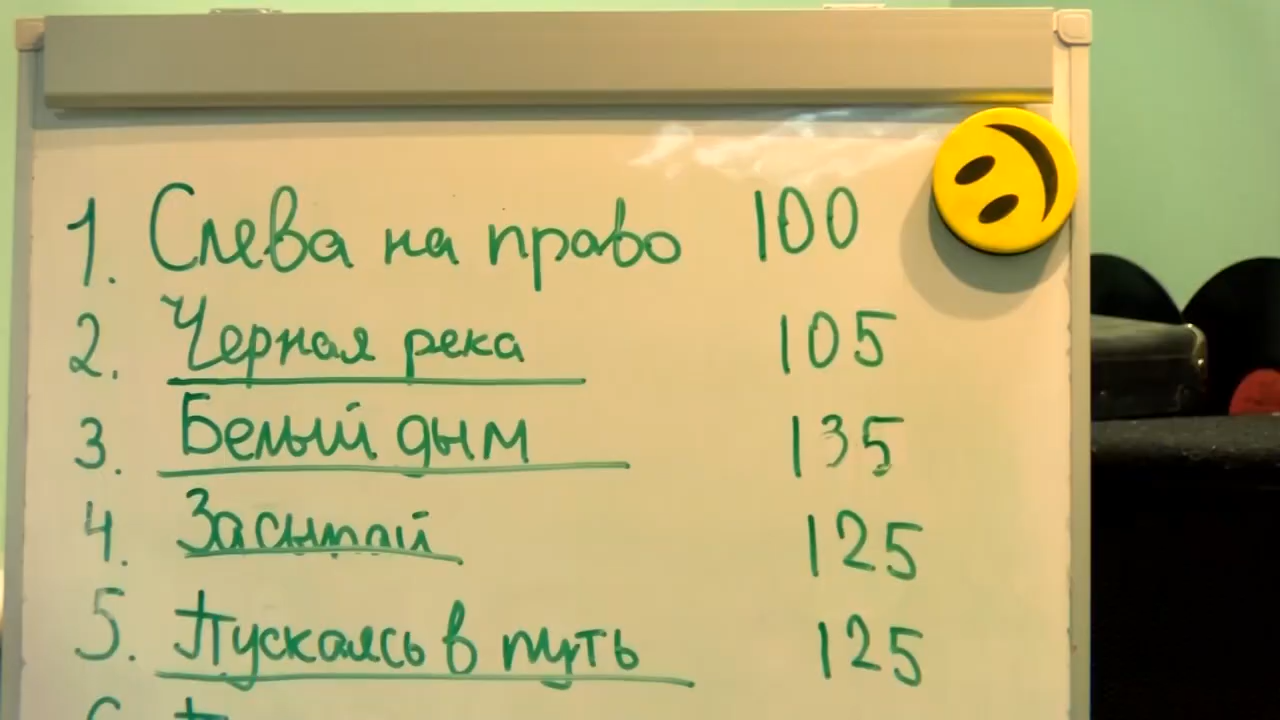 1. Слева на право 100
2. Черная река 105
3. Белый дым 135
4. Засыпай 125
5. Пускаясь в путь 125